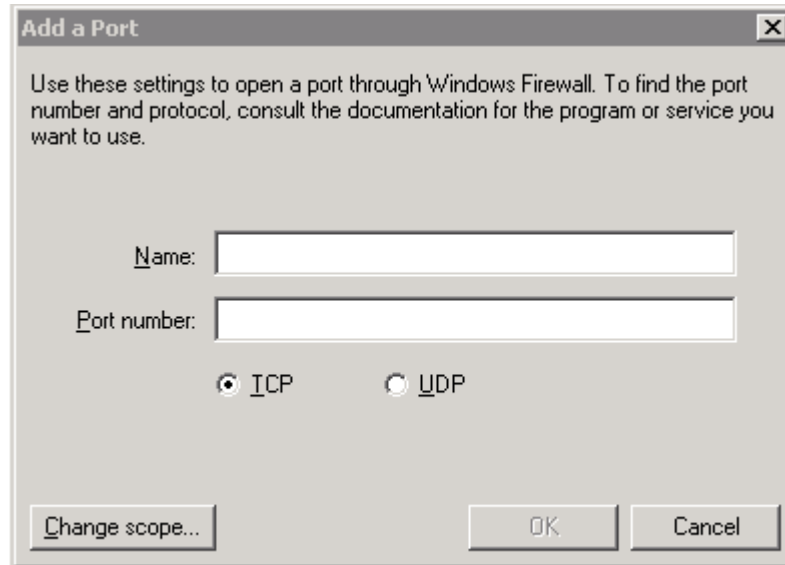 Add a Port
Use these settings to open a port through Windows Firewall. To find the port
number and protocol, consult the documentation for the program or service you
want to use.
Name:
Port number:
TCP UDP
Change scope... OK Cancel